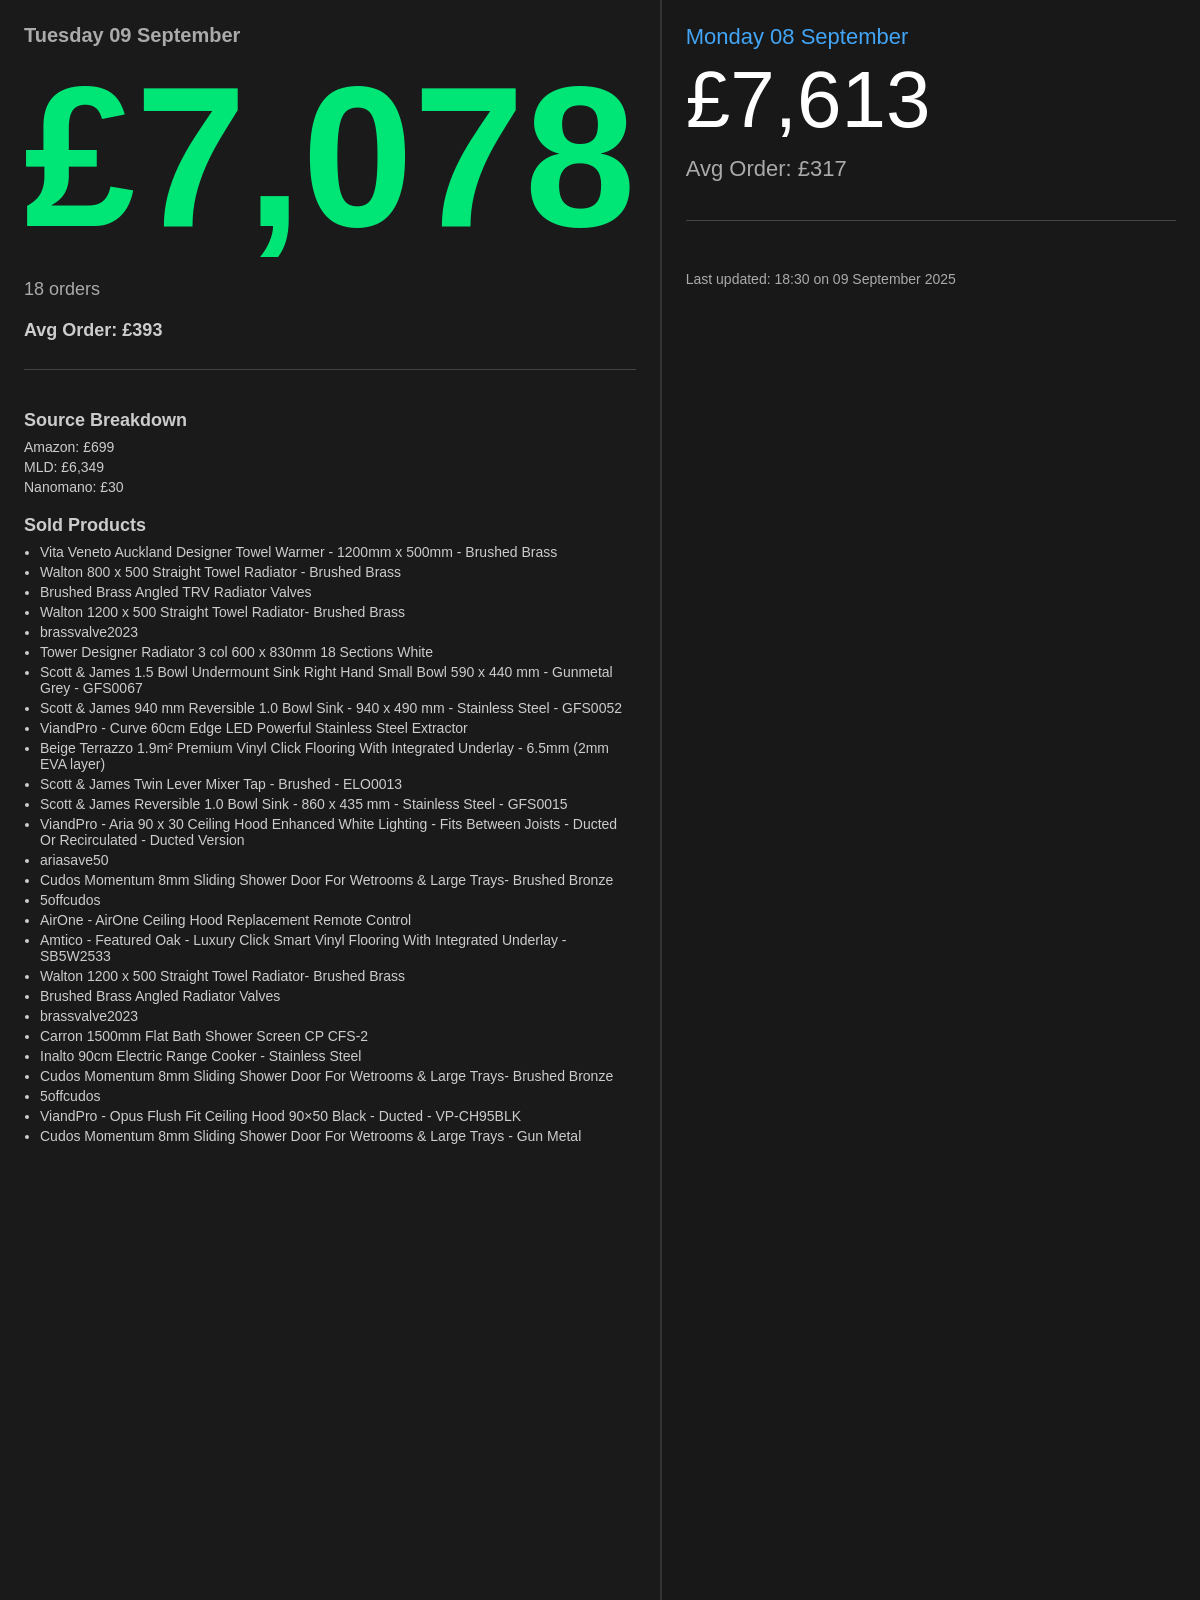 Tuesday 09 September
£7,078
18 orders
Avg Order: £393
Source Breakdown
Amazon: £699
MLD: £6,349
Nanomano: £30
Sold Products
• Vita Veneto Auckland Designer Towel Warmer - 1200mm x 500mm - Brushed Brass
• Walton 800 x 500 Straight Towel Radiator - Brushed Brass
• Brushed Brass Angled TRV Radiator Valves
• Walton 1200 x 500 Straight Towel Radiator- Brushed Brass
• brassvalve2023
• Tower Designer Radiator 3 col 600 x 830mm 18 Sections White
• Scott & James 1.5 Bowl Undermount Sink Right Hand Small Bowl 590 x 440 mm - Gunmetal
Grey - GFS0067
• Scott & James 940 mm Reversible 1.0 Bowl Sink - 940 x 490 mm - Stainless Steel - GFS0052
• ViandPro - Curve 60cm Edge LED Powerful Stainless Steel Extractor
• Beige Terrazzo 1.9m² Premium Vinyl Click Flooring With Integrated Underlay - 6.5mm (2mm
EVA layer)
• Scott & James Twin Lever Mixer Tap - Brushed - ELO0013
• Scott & James Reversible 1.0 Bowl Sink - 860 x 435 mm - Stainless Steel - GFS0015
• ViandPro - Aria 90 x 30 Ceiling Hood Enhanced White Lighting - Fits Between Joists - Ducted
Or Recirculated - Ducted Version
• ariasave50
• Cudos Momentum 8mm Sliding Shower Door For Wetrooms & Large Trays- Brushed Bronze
• 5offcudos
• AirOne - AirOne Ceiling Hood Replacement Remote Control
• Amtico - Featured Oak - Luxury Click Smart Vinyl Flooring With Integrated Underlay -
SB5W2533
• Walton 1200 x 500 Straight Towel Radiator- Brushed Brass
• Brushed Brass Angled Radiator Valves
• brassvalve2023
• Carron 1500mm Flat Bath Shower Screen CP CFS-2
• Inalto 90cm Electric Range Cooker - Stainless Steel
• Cudos Momentum 8mm Sliding Shower Door For Wetrooms & Large Trays- Brushed Bronze
• 5offcudos
• ViandPro - Opus Flush Fit Ceiling Hood 90×50 Black - Ducted - VP-CH95BLK
• Cudos Momentum 8mm Sliding Shower Door For Wetrooms & Large Trays - Gun Metal
Monday 08 September
£7,613
Avg Order: £317
Last updated: 18:30 on 09 September 2025